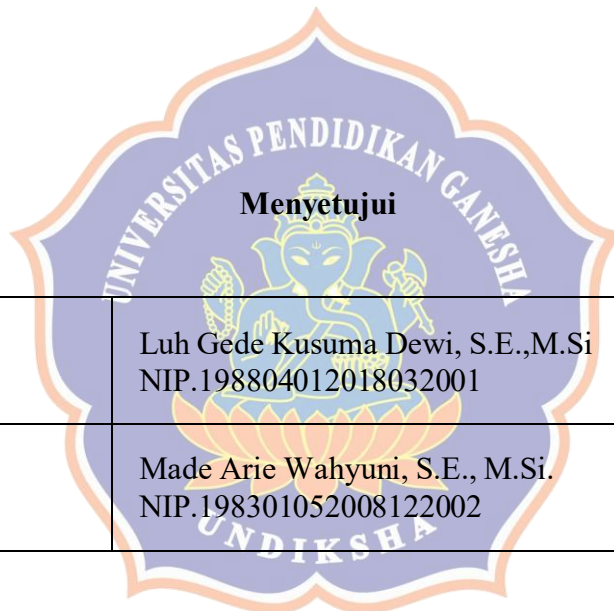 UNIVERSITAS PENDIDIKAN GANESHA
Menyetujui
Luh Gede Kusuma Dewi, S.E.,M.Si
NIP.198804012018032001
Made Arie Wahyuni, S.E., M.Si.
NIP.198301052008122002
UNDIKSHA